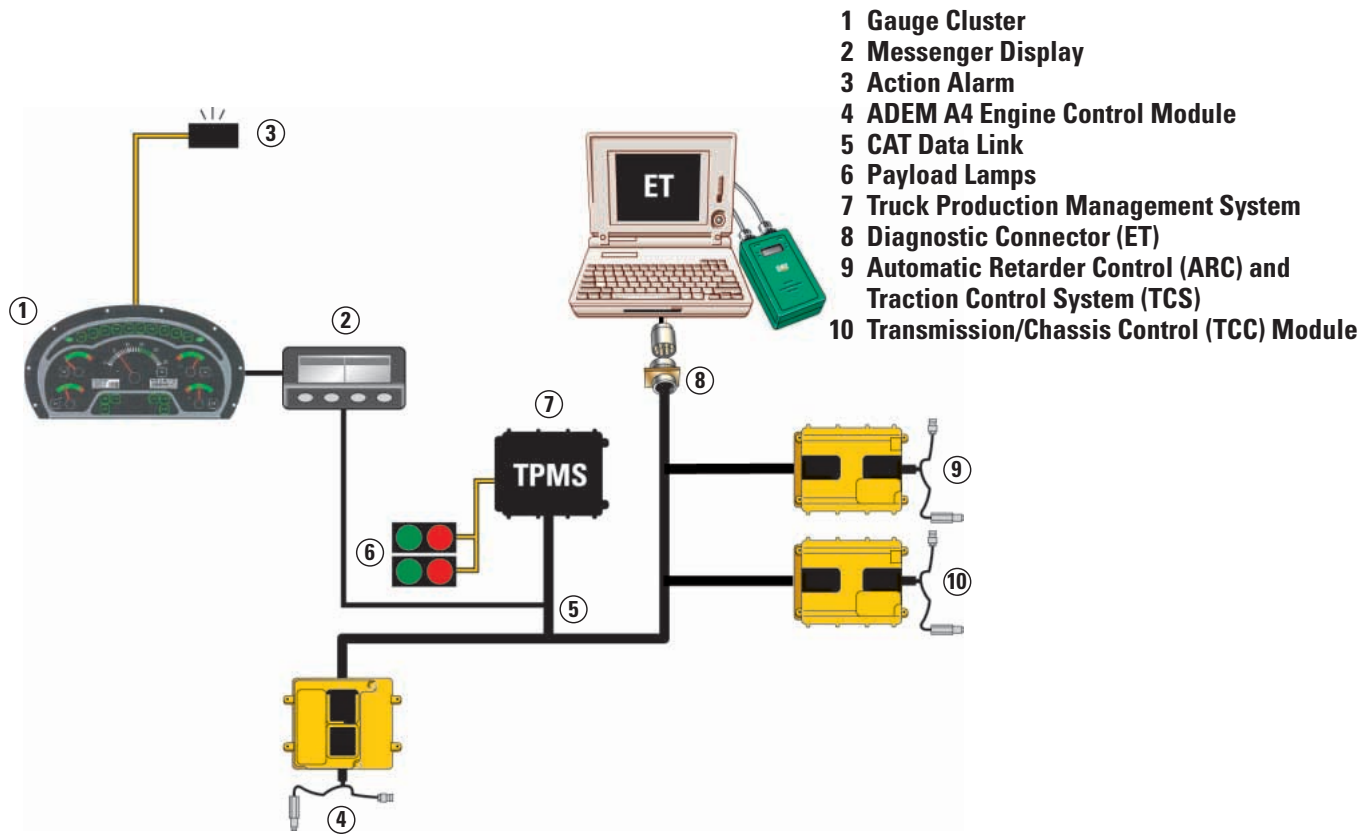 1 Gauge Cluster
2 Messenger Display
3 Action Alarm
4 ADEM A4 Engine Control Module
5 CAT Data Link
6 Payload Lamps
7 Truck Production Management System
8 Diagnostic Connector (ET)
9 Automatic Retarder Control (ARC) and
Traction Control System (TCS)
10 Transmission/Chassis Control (TCC) Module
3
ET
1
2
8
7
TPMS
9
6
10
5
4